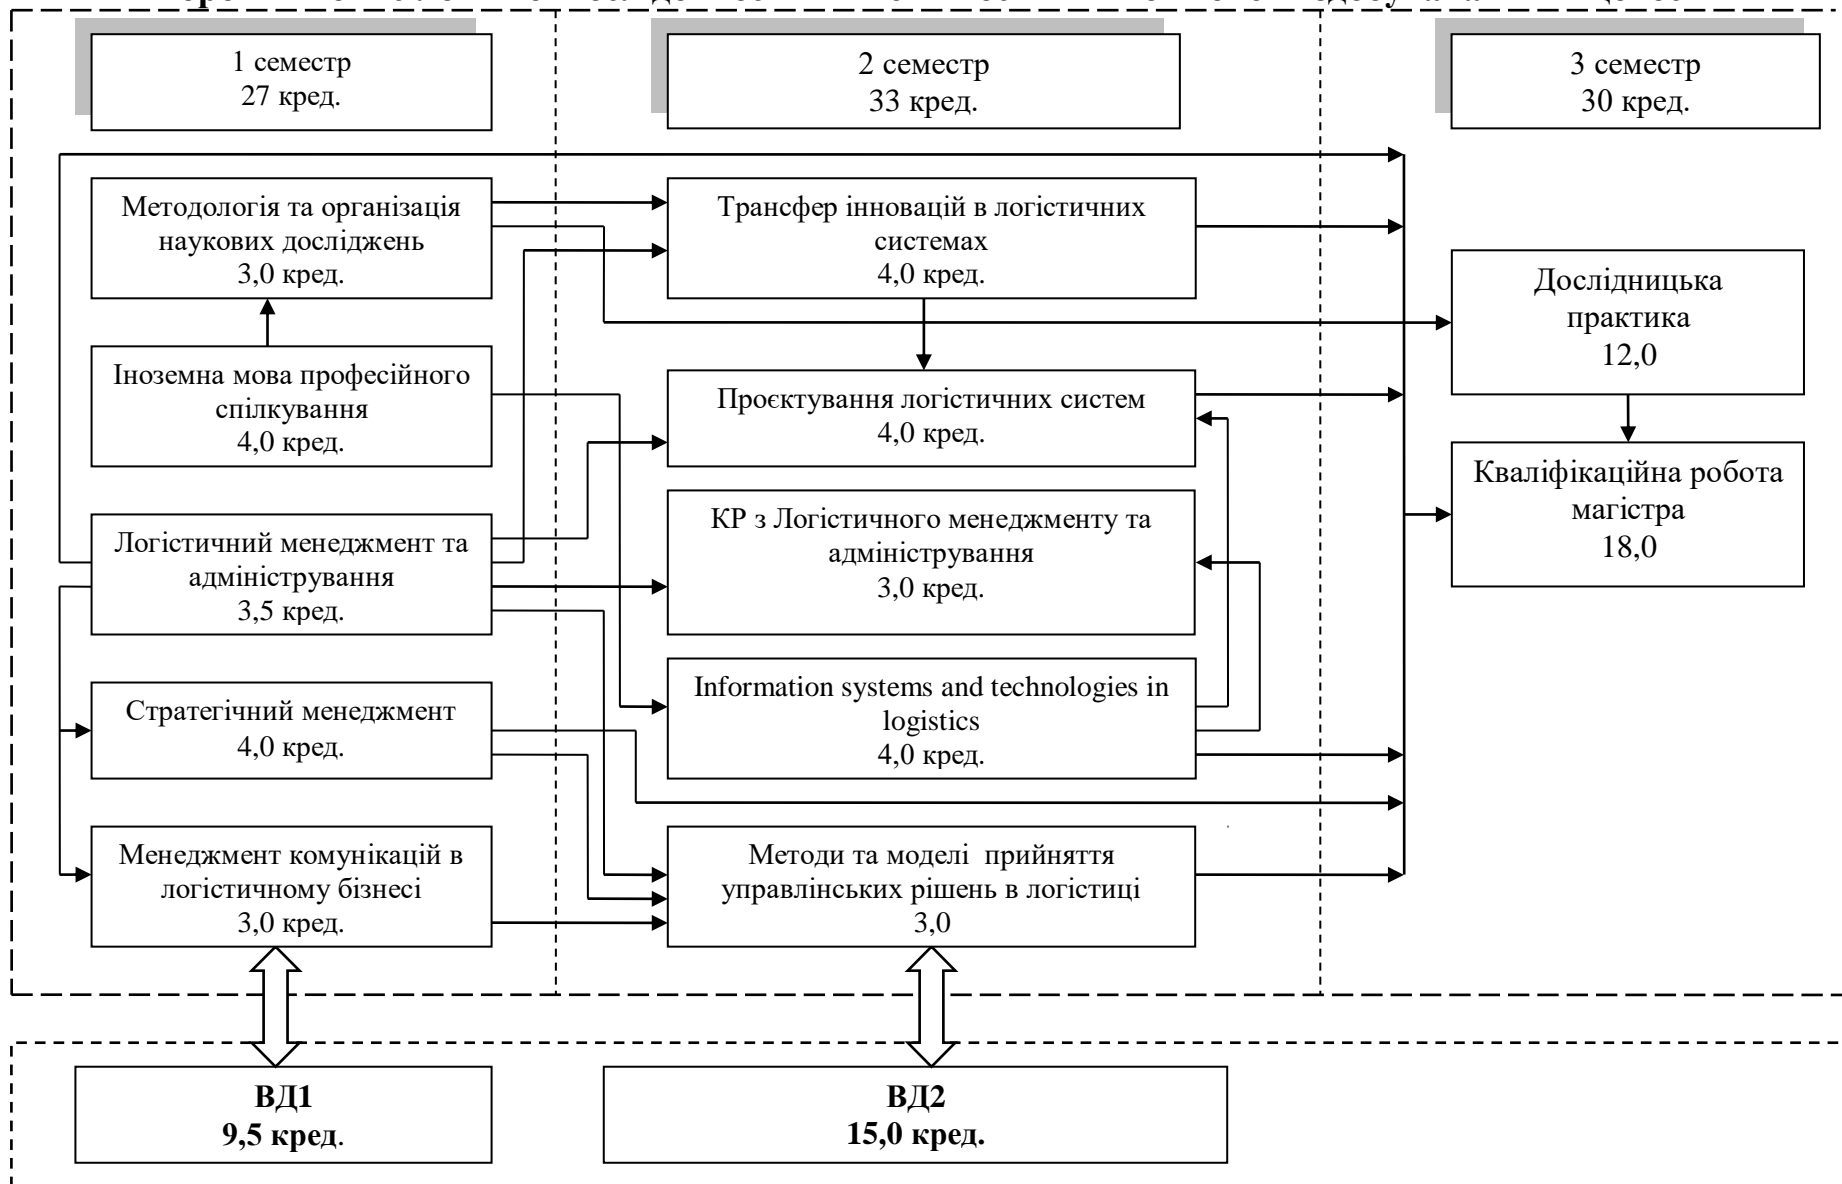 1 семестр
27 кред.
2 семестр
33 кред.
3 семестр
30 кред.
Методологія та організація
наукових досліджень
3,0 кред.
Трансфер інновацій в логістичних
системах
4,0 кред.
Дослідницька
практика
12,0
Іноземна мова професійного
спілкування
4,0 кред.
Проєктування логістичних систем
4,0 кред.
Кваліфікаційна робота
магістра
18,0
Логістичний менеджмент та
адміністрування
3,5 кред.
КР з Логістичного менеджменту та
адміністрування
3,0 кред.
Стратегічний менеджмент
4,0 кред.
Information systems and technologies in
logistics
4,0 кред.
Менеджмент комунікацій в
логістичному бізнесі
3,0 кред.
Методи та моделі прийняття
управлінських рішень в логістиці
3,0
ВД1
9,5 кред.
ВД2
15,0 кред.